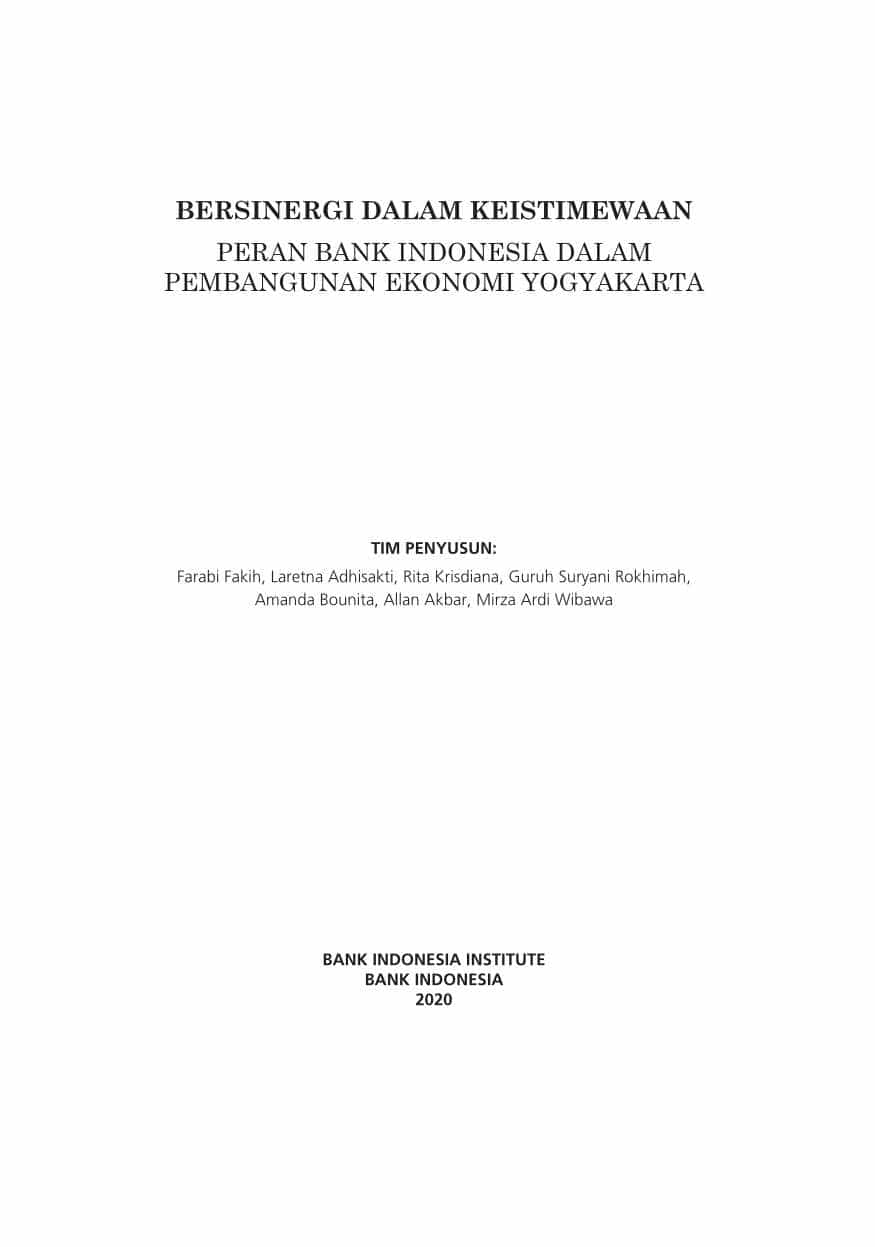 BERSINERGI DALAM KEISTIMEWAAN
PERAN BANK INDONESIA DALAM
PEMBANGUNAN EKONOMI YOGYAKARTA
TIM PENYUSUN:
Farabi Fakih, Laretna Adhisakti, Rita Krisdiana, Guruh Suryani Rokhimah,
Amanda Bounita, Allan Akbar, Mirza Ardi Wibawa
BANK INDONESIA INSTITUTE
BANK INDONESIA
2020